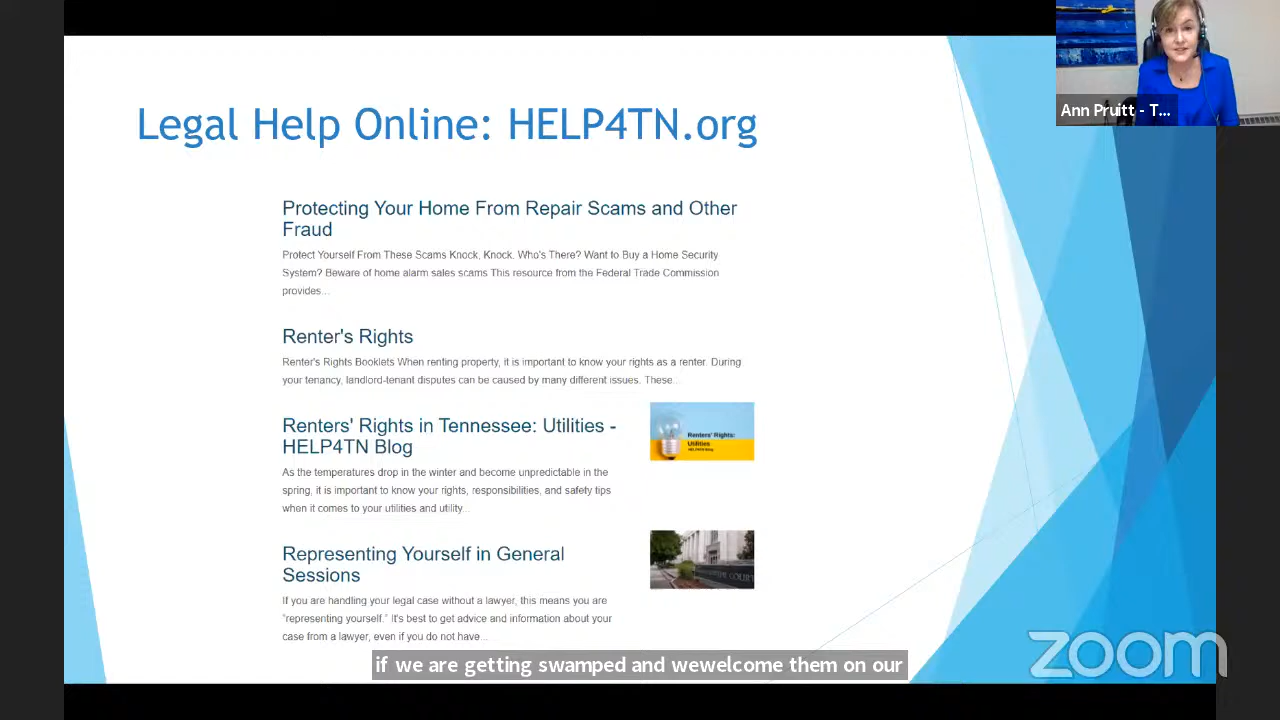 Legal Help Online: HELP4TN.org
Ann Pruitt - T...
Protecting Your Home From Repair Scams and Other
Fraud
Protect Yourself From These Scams Knock, Knock. Who's There? Want to Buy a Home Security
System? Beware of home alarm sales scams This resource from the Federal Trade Commission
provides...
Renter's Rights
Renter's Rights Booklets When renting property, it is important to know your rights as a renter. During
your tenancy, landlord-tenant disputes can be caused by many different issues. These...
Renters' Rights in Tennessee: Utilities -
HELP4TN Blog
As the temperatures drop in the winter and become unpredictable in the
spring, it is important to know your rights, responsibilities, and safety tips
when it comes to your utilities and utility...
Renters' Rights:
Utilities
HELP4TN Blog
Representing Yourself in General
Sessions
If you are handling your legal case without a lawyer, this means you are
"representing yourself." It's best to get advice and information about your
case from a lawyer, even if you do not have...
if we are getting swamped and wewelcome them on our
zoom